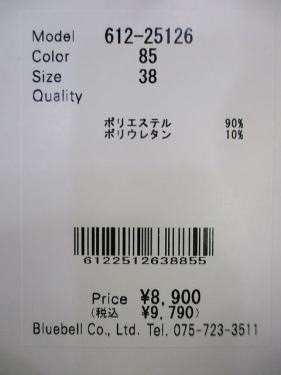 Model 612-25126
Color 85
Size 38
Quality
ポリエステル 90%
ポリウレタン 10%
6122512638855
Price ¥8,900
(税込 ¥9,790)
Bluebell Co., Ltd. Tel. 075-723-3511